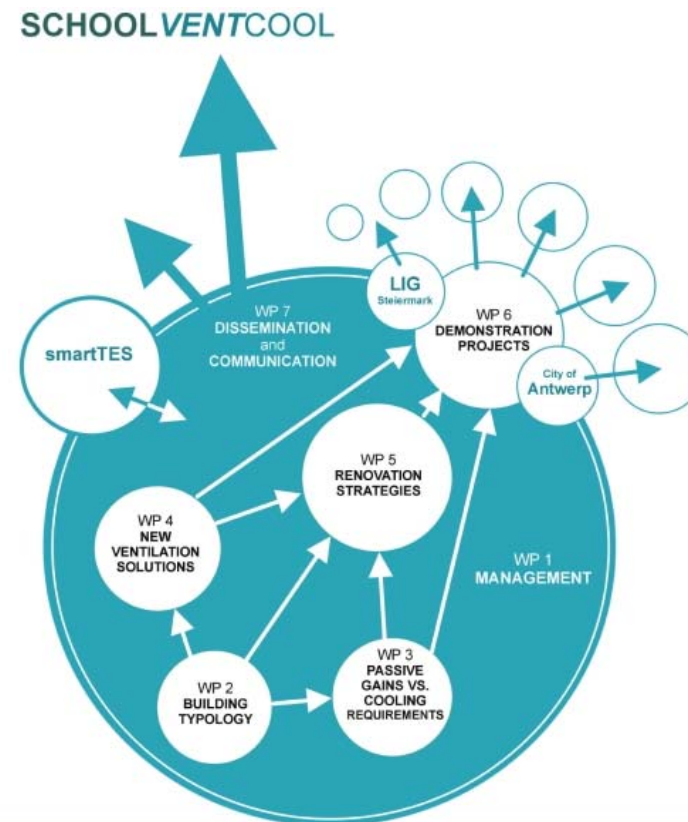 SCHOOLVENTCOOL
WP 7
DISSEMINATION
and
COMMUNICATION
LIG
Steiermark
WP 6
DEMONSTRATION
PROJECTS
smartTES
City of
Antwerp
WP 5
RENOVATION
STRATEGIES
WP 4
NEW
VENTILATION
SOLUTIONS
WP 1
MANAGEMENT
WP 2
BUILDING
TYPOLOGY
WP 3
PASSIVE
GAINS VS.
COOLING
REQUIREMENTS